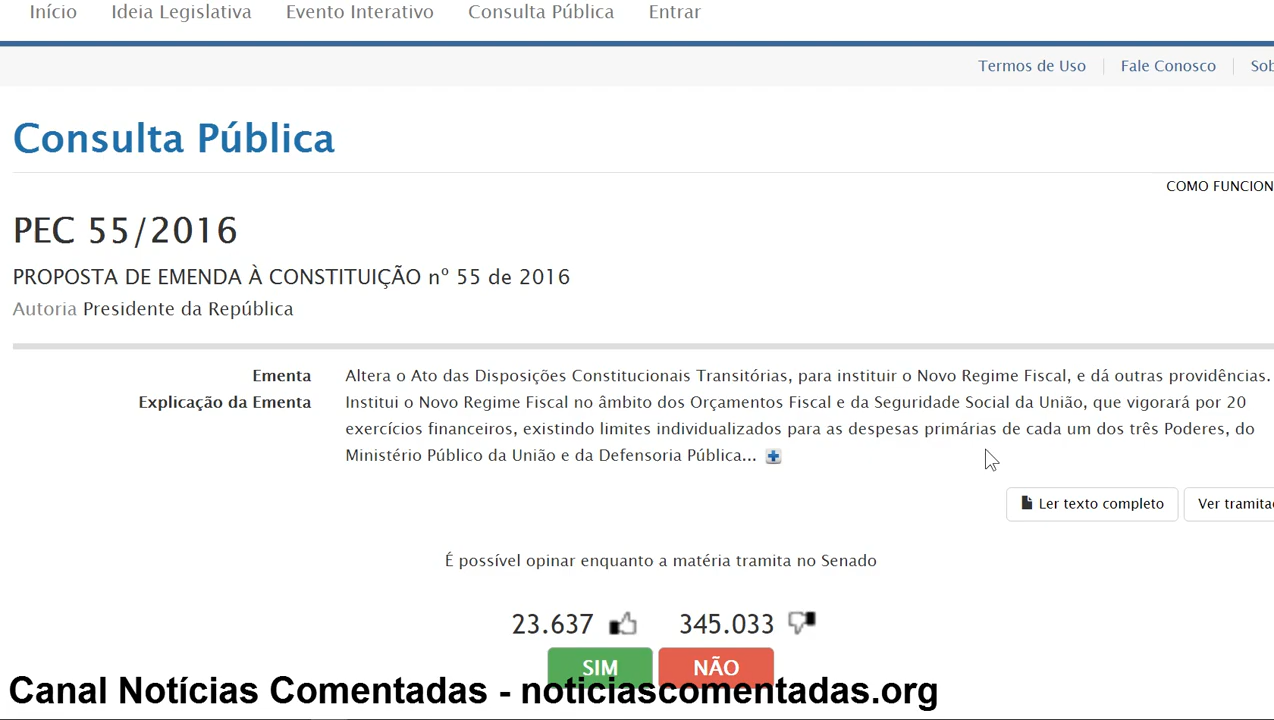 Início Ideia Legislativa Evento Interativo Consulta Pública Entrar
Termos de Uso Fale Conosco Sob
Consulta Pública
COMO FUNCION
PEC 55/2016
PROPOSTA DE EMENDA À CONSTITUIÇÃO nº 55 de 2016
Autoria Presidente da República
Ementa Altera o Ato das Disposições Constitucionais Transitórias, para instituir o Novo Regime Fiscal, e dá outras providências.
Explicação da Ementa Institui o Novo Regime Fiscal no âmbito dos Orçamentos Fiscal e da Seguridade Social da União, que vigorará por 20
exercícios financeiros, existindo limites individualizados para as despesas primárias de cada um dos três Poderes, do
Ministério Público da União e da Defensoria Pública...
Ler texto completo Ver tramita
É possível opinar enquanto a matéria tramita no Senado
23.637 345.033
SIM NÃO
Canal Notícias Comentadas - noticiascomentadas.org